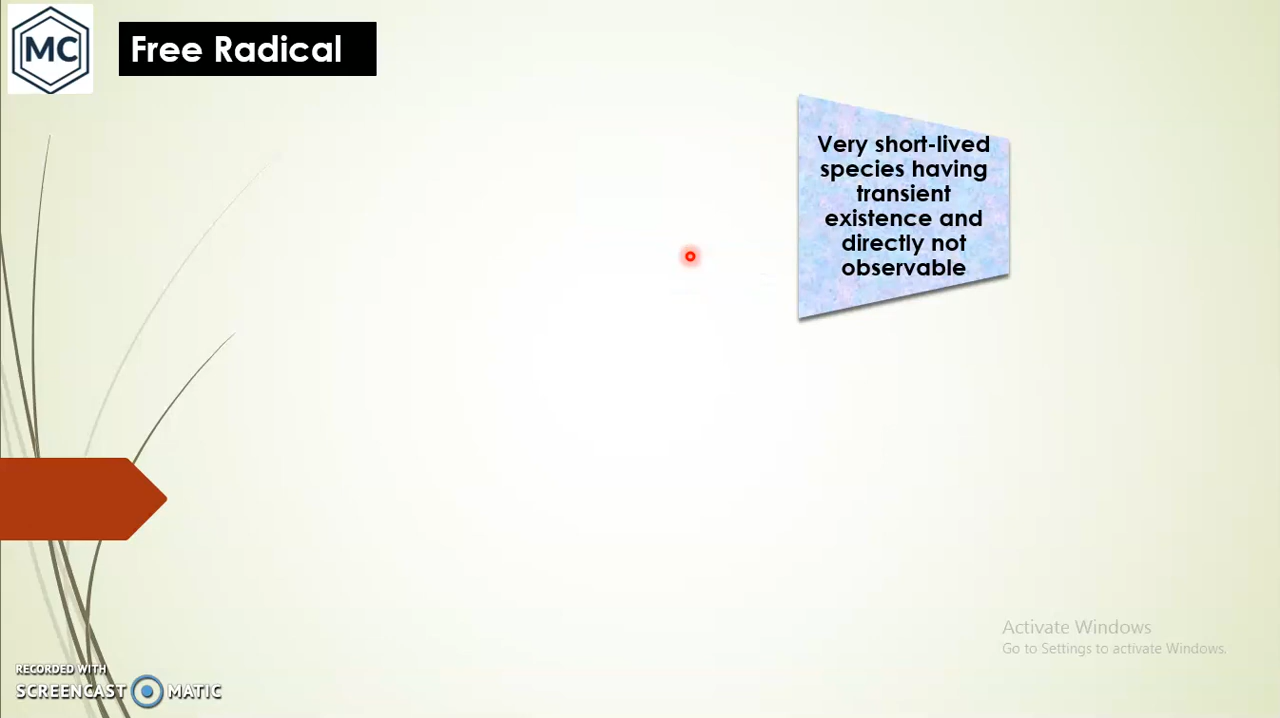 MC
Free Radical
Very short-lived
species having
transient
existence and
directly not
observable
Activate Windows
Go to Settings to activate Windows.
RECORDED WITH
SCREENCAST MATIC